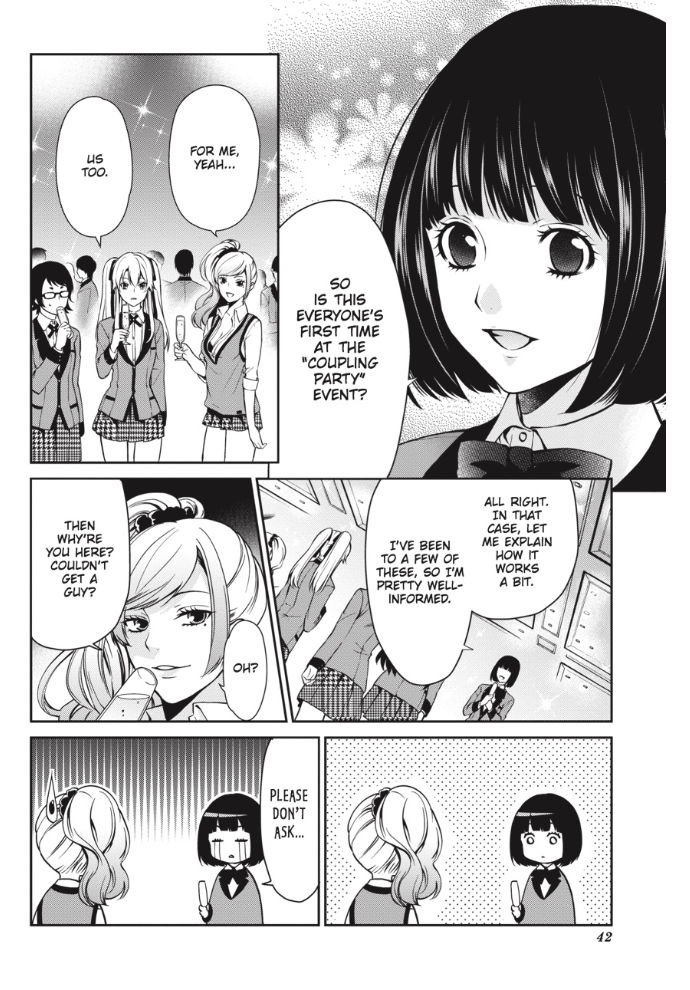 SO
IS THIS
EVERYONE'S
FIRST TIME
AT THE
"COUPLING
PARTY"
EVENT?
FOR ME,
YEAH...
US
TOO.
ALL RIGHT.
IN THAT
CASE, LET
ME EXPLAIN
HOW IT
WORKS
A BIT.
I'VE BEEN
TO A FEW OF
THESE, SO I'M
PRETTY WELL-
INFORMED.
OH?
THEN
WHY'RE
YOU HERE?
COULDN'T
GET A
GUY?
PLEASE
DON'T
ASK...
42